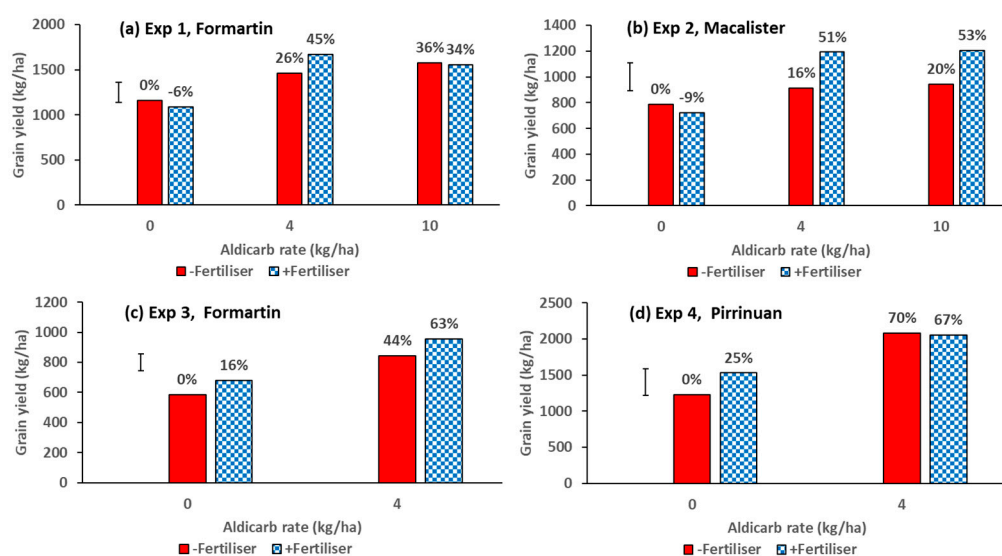 (a) Exp 1, Formartin
Grain yield (kg/ha)
2000
1500
1000
500
0
0% -6% 26% 45% 36% 34%
0 4 10
Aldicarb rate (kg/ha)
-Fertiliser +Fertiliser
(b) Exp 2, Macalister
Grain yield (kg/ha)
1400
1200
1000
800
600
400
200
0
0% -9% 16% 51% 20% 53%
0 4 10
Aldicarb rate (kg/ha)
-Fertiliser +Fertiliser
(c) Exp 3, Formartin
Grain yield (kg/ha)
1200
1000
800
600
400
200
0
0% 16% 44% 63%
0 4
Aldicarb rate (kg/ha)
-Fertiliser +Fertiliser
(d) Exp 4, Pirrinuan
Grain yield (kg/ha)
2500
2000
1500
1000
500
0
0% 25% 70% 67%
0 4
Aldicarb rate (kg/ha)
-Fertiliser +Fertiliser